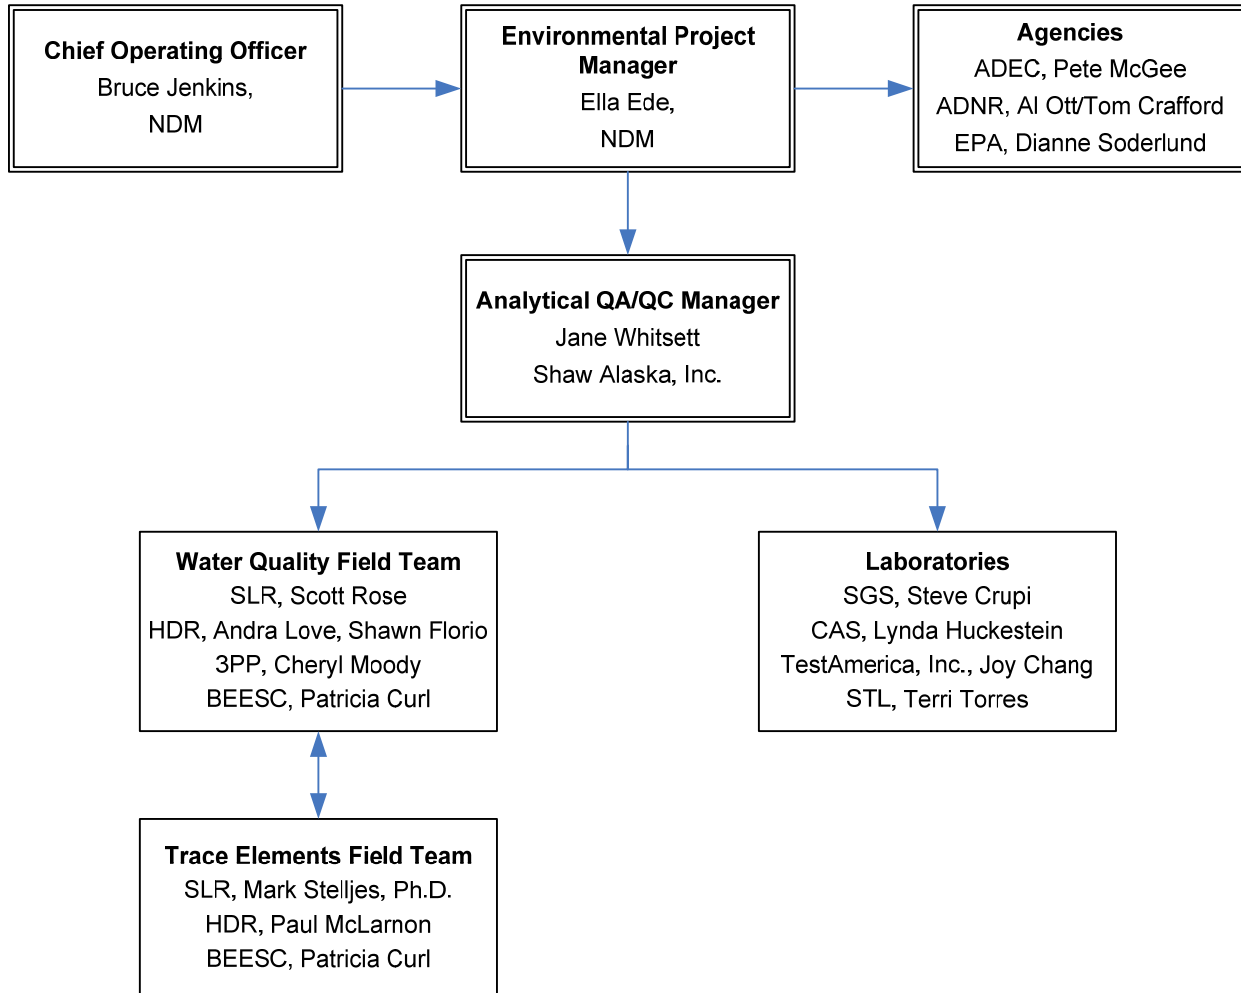 Chief Operating Officer
Bruce Jenkins,
NDM
Environmental Project
Manager
Ella Ede,
NDM
Agencies
ADEC, Pete McGee
ADNR, Al Ott/Tom Crafford
EPA, Dianne Soderlund
Analytical QA/QC Manager
Jane Whitsett
Shaw Alaska, Inc.
Water Quality Field Team
SLR, Scott Rose
HDR, Andra Love, Shawn Florio
3PP, Cheryl Moody
BEESC, Patricia Curl
Laboratories
SGS, Steve Crupi
CAS, Lynda Huckestein
TestAmerica, Inc., Joy Chang
STL, Terri Torres
Trace Elements Field Team
SLR, Mark Stelljes, Ph.D.
HDR, Paul McLarnon
BEESC, Patricia Curl